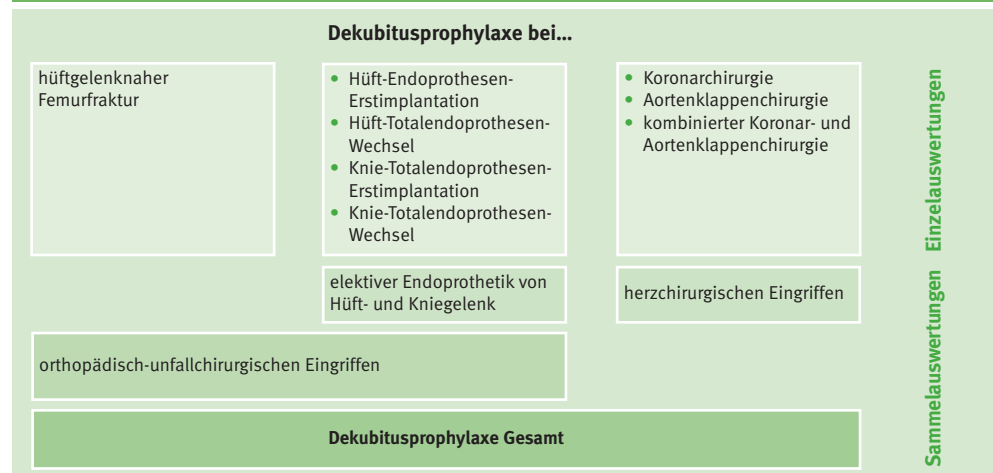 Dekubitusprophylaxe bei...
hüftgelenknaher
Femurfraktur
• Hüft-Endoprothesen-
Erstimplantation
• Hüft-Totalendoprothesen-
Wechsel
• Knie-Totalendoprothesen-
Erstimplantation
• Knie-Totalendoprothesen-
Wechsel
• Koronarchirurgie
• Aortenklappenchirurgie
• kombinierter Koronar- und
Aortenklappenchirurgie
Einzelauswertungen
elektiver Endoprothetik von
Hüft- und Kniegelenk
herzchirurgischen Eingriffen
orthopädisch-unfallchirurgischen Eingriffen
Dekubitusprophylaxe Gesamt
Sammelauswertungen